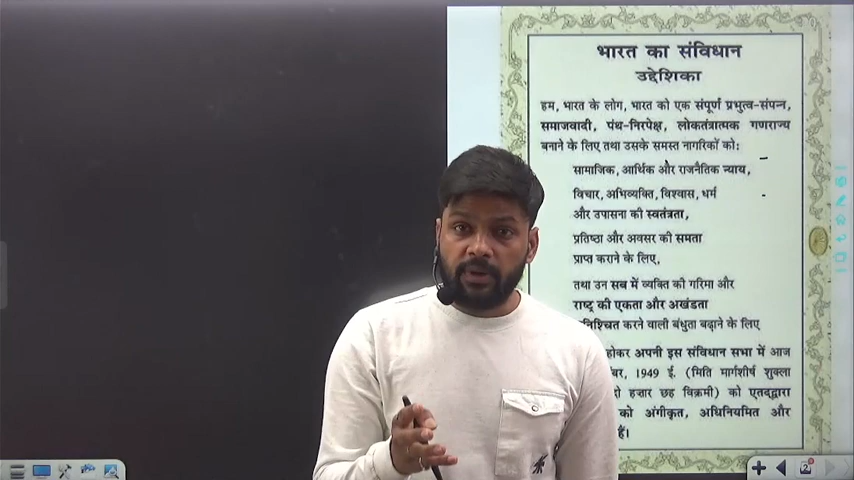 भारत का संविधान
उद्देशिका
हम, भारत के लोग, भारत को एक संपूर्ण प्रभुत्व-संपन्न,
समाजवादी, पंथ-निरपेक्ष, लोकतंत्रात्मक गणराज्य
बनाने के लिए तथा उसके समस्त नागरिकों को:
सामाजिक, आर्थिक और राजनैतिक न्याय,
विचार, अभिव्यक्ति, विश्वास, धर्म
और उपासना की स्वतंत्रता,
प्रतिष्ठा और अवसर की समता
प्राप्त कराने के लिए,
तथा उन सब में व्यक्ति की गरिमा और
राष्ट्र की एकता और अखंडता
निश्चित करने वाली बंधुता बढ़ाने के लिए
होकर अपनी इस संविधान सभा में आज
1949 ई. (मिति मार्गशीर्ष शुक्ला
दो हज़ार छह विक्रमी) को एतद्द्वारा
को अंगीकृत, अधिनियमित और
हैं।
2